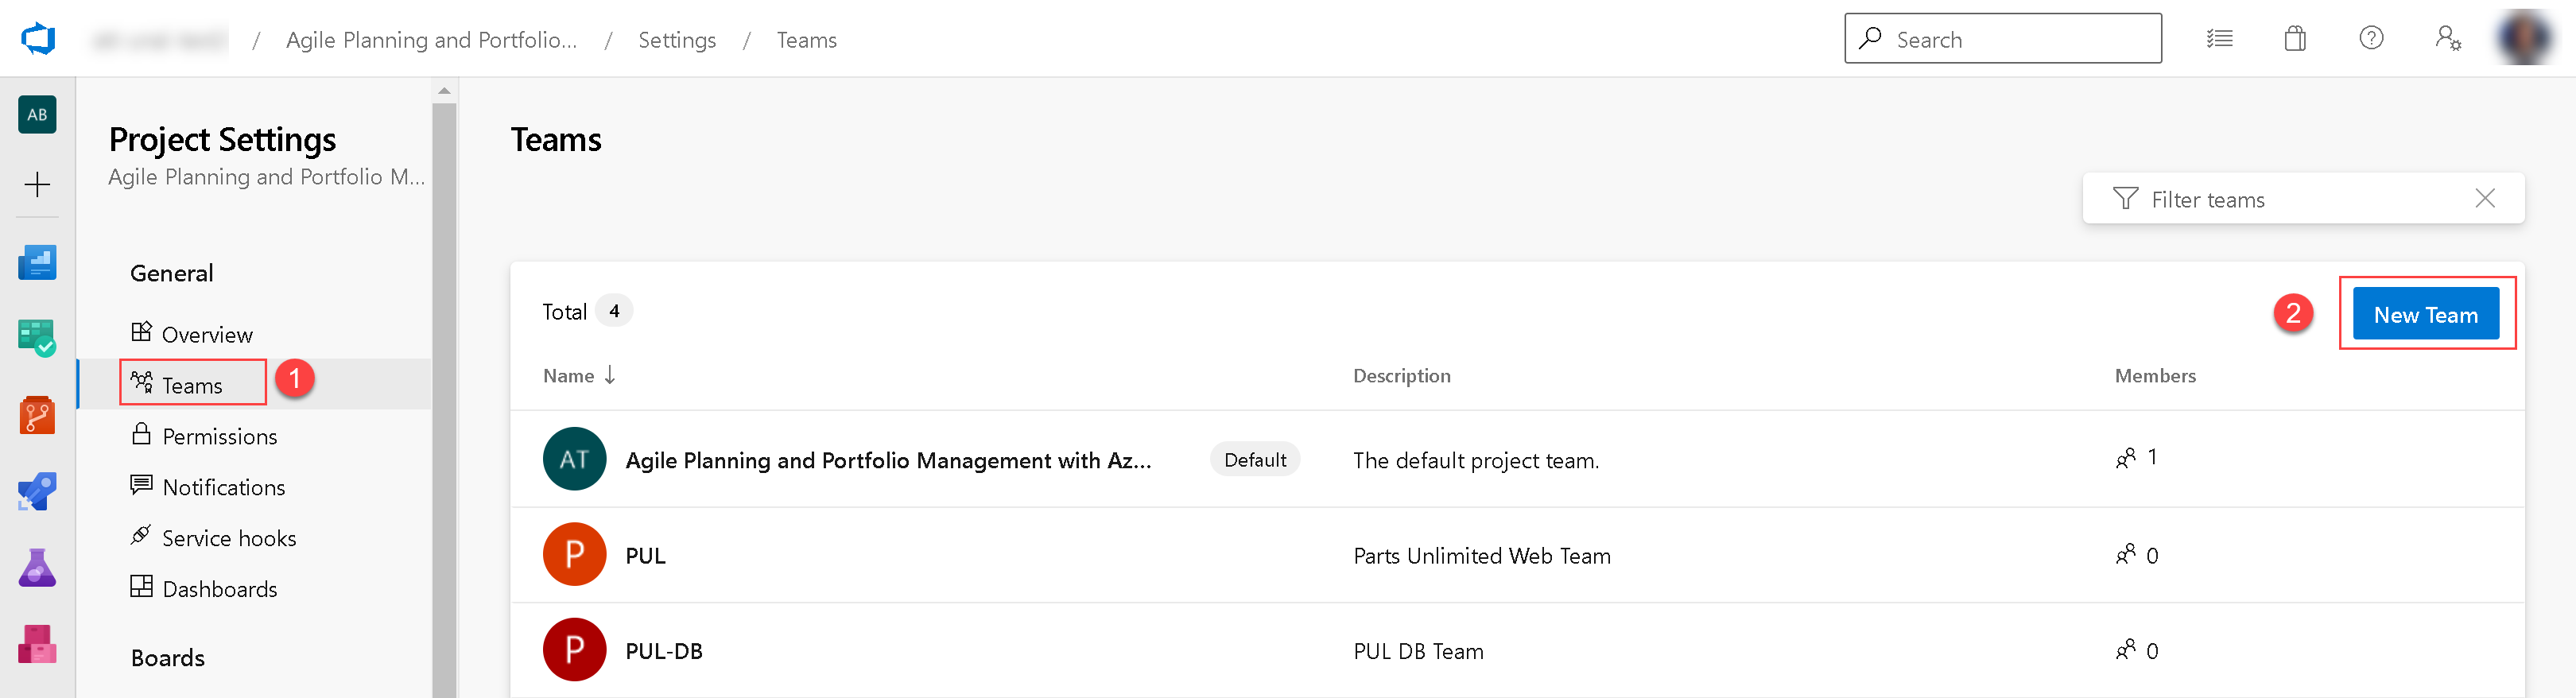 / Agile Planning and Portfolio... / Settings / Teams
Search
AB
Project Settings
Agile Planning and Portfolio M...
General
Overview
Teams
1
Permissions
Notifications
Service hooks
Dashboards
Boards
Teams
Filter teams
Total 4
2
New Team
Name ↓ Description Members
AT Agile Planning and Portfolio Management with Az... Default The default project team. 1
P PUL Parts Unlimited Web Team 0
P PUL-DB PUL DB Team 0